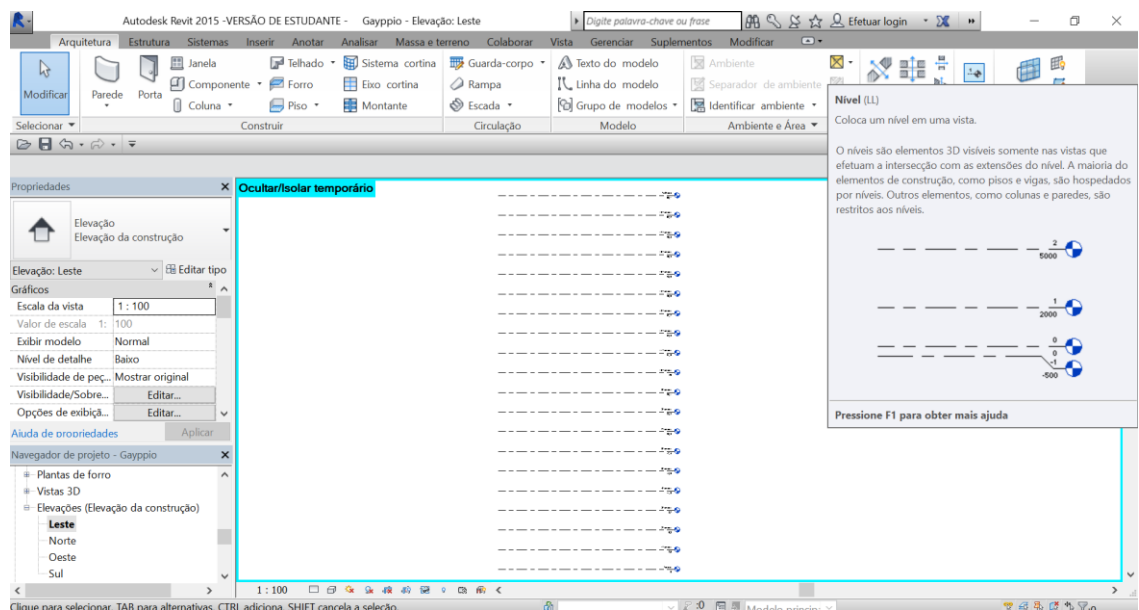 Autodesk Revit 2015 -VERSÃO DE ESTUDANTE - Gayppio - Elevação: Leste
Digite palavra-chave ou frase
Efetuar login
Arquitetura Estrutura Sistemas Inserir Anotar Analisar Massa e terreno Colaborar Vista Gerenciar Suplementos Modificar
Modificar
Parede
Porta
Janela
Componente
Coluna
Telhado
Forro
Piso
Sistema cortina
Eixo cortina
Montante
Guarda-corpo
Rampa
Escada
Texto do modelo
Linha do modelo
Grupo de modelos
Ambiente
Separador de ambiente
Identificar ambiente
Selecionar
Construir
Circulação
Modelo
Ambiente e Área
Nível (LL)
Coloca um nível em uma vista.
O níveis são elementos 3D visíveis somente nas vistas que
efetuam a intersecção com as extensões do nível. A maioria do
elementos de construção, como pisos e vigas, são hospedados
por níveis. Outros elementos, como colunas e paredes, são
restritos aos níveis.
2
5000
1
2000
0
0
-1
-500
Pressione F1 para obter mais ajuda
Propriedades
Elevação
Elevação da construção
Elevação: Leste
Editar tipo
Gráficos
Escala da vista 1 : 100
Valor de escala 1: 100
Exibir modelo Normal
Nível de detalhe Baixo
Visibilidade de peç... Mostrar original
Visibilidade/Sobre... Editar...
Opções de exibiçã... Editar...
Ajuda de propriedades Aplicar
Navegador de projeto - Gayppio
Plantas de forro
Vistas 3D
Elevações (Elevação da construção)
Leste
Norte
Oeste
Sul
Ocultar/Isolar temporário
1 : 100
Clique para selecionar, TAB para alternativas, CTRL adiciona, SHIFT cancela a seleção.
:0
Modelo princip:
:0